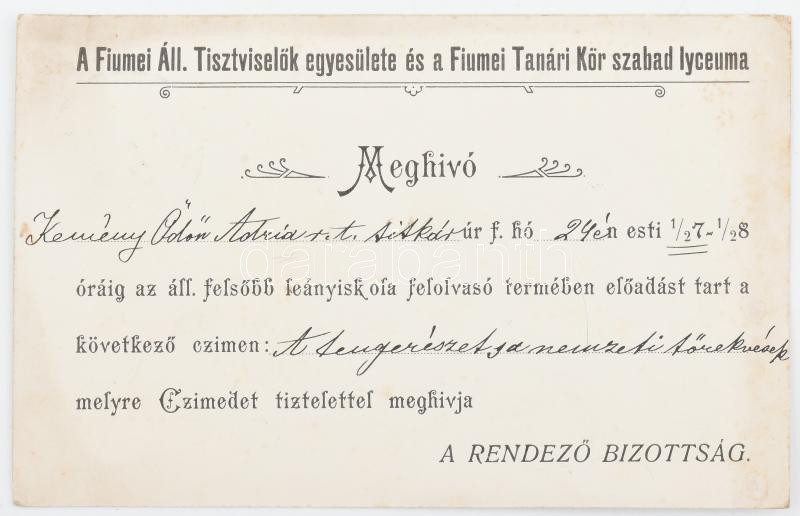 A Fiumei Áll. Tisztviselők egyesülete és a Fiumei Tanári Kör szabad lyceuma
Meghivó
Kemény Ödön Adria r. t. titkár úr f. hó 24én esti 1/27-1/28
óráig az áll. felsőbb leányiskola felolvasó termében előadást tart a
következő czimen: A tengerészet s a nemzeti törekvések
melyre Czimedet tisztelettel meghivja
A RENDEZŐ BIZOTTSÁG.
darabanth